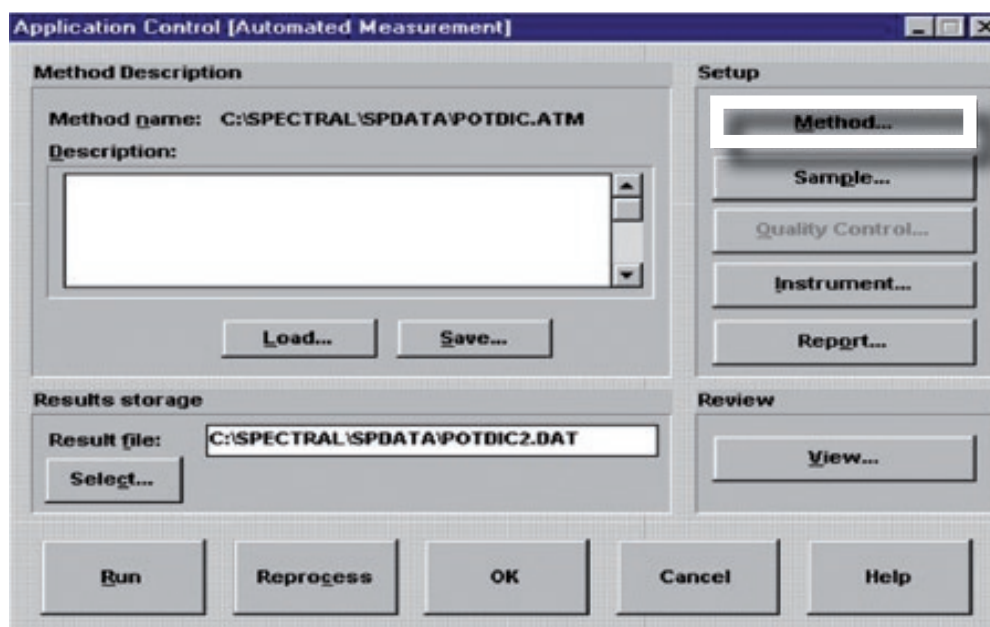 Application Control [Automated Measurement]
Method Description
Method name: C:\SPECTRAL\SPDATA\POTDIC.ATM
Description:
Load...
Save...
Results storage
Result file: C:\SPECTRAL\SPDATA\POTDIC2.DAT
Select...
Setup
Method...
Sample...
Quality Control...
Instrument...
Report...
Review
View...
Run
Reprocess
OK
Cancel
Help